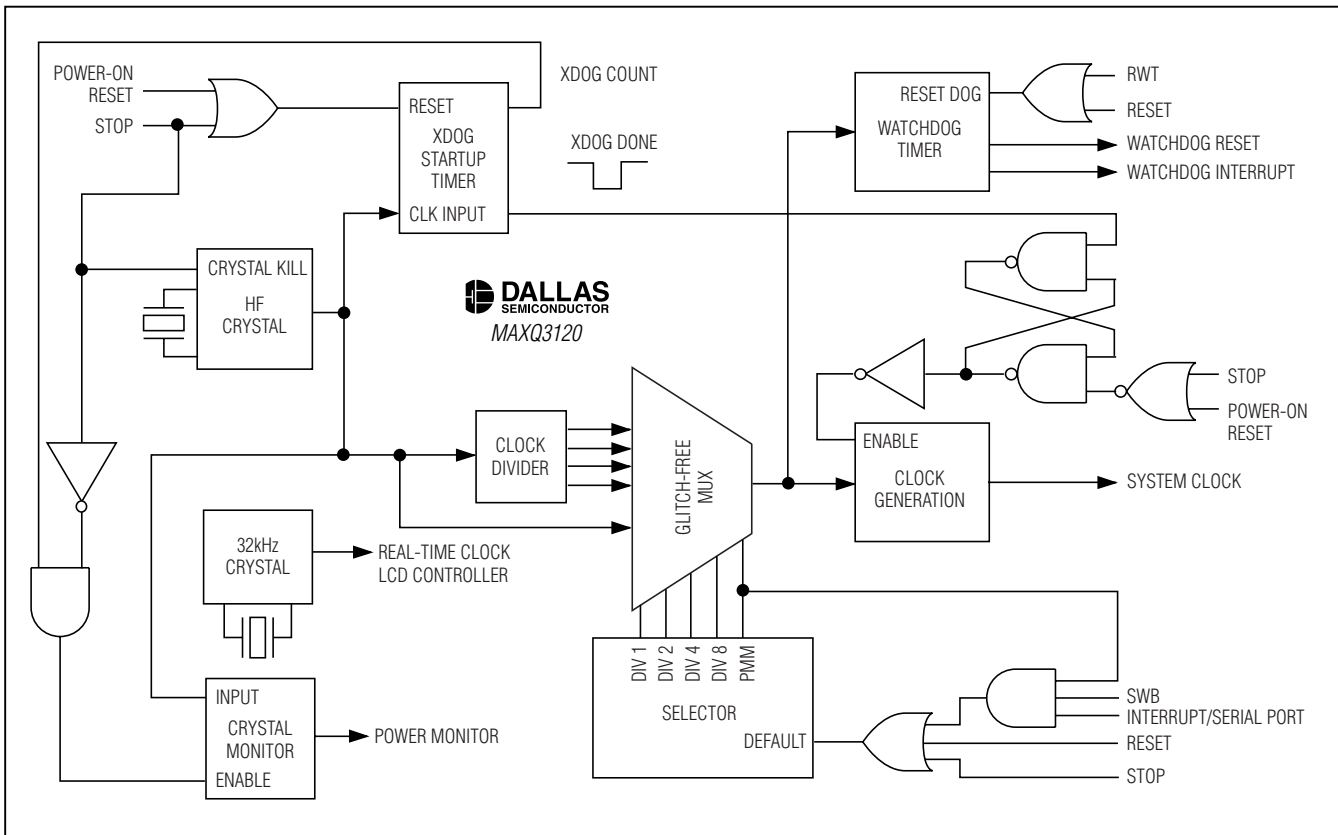 POWER-ON
RESET
STOP
RESET
XDOG
STARTUP
TIMER
CLK INPUT
XDOG COUNT
XDOG DONE
RESET DOG
WATCHDOG
TIMER
RWT
RESET
WATCHDOG RESET
WATCHDOG INTERRUPT
CRYSTAL KILL
HF
CRYSTAL
DALLAS
SEMICONDUCTOR
MAXQ3120
STOP
POWER-ON
RESET
CLOCK
DIVIDER
GLITCH-FREE
MUX
ENABLE
CLOCK
GENERATION
SYSTEM CLOCK
32kHz
CRYSTAL
REAL-TIME CLOCK
LCD CONTROLLER
DIV 1
DIV 2
DIV 4
DIV 8
PMM
SELECTOR
DEFAULT
SWB
INTERRUPT/SERIAL PORT
RESET
STOP
INPUT
CRYSTAL
MONITOR
ENABLE
POWER MONITOR